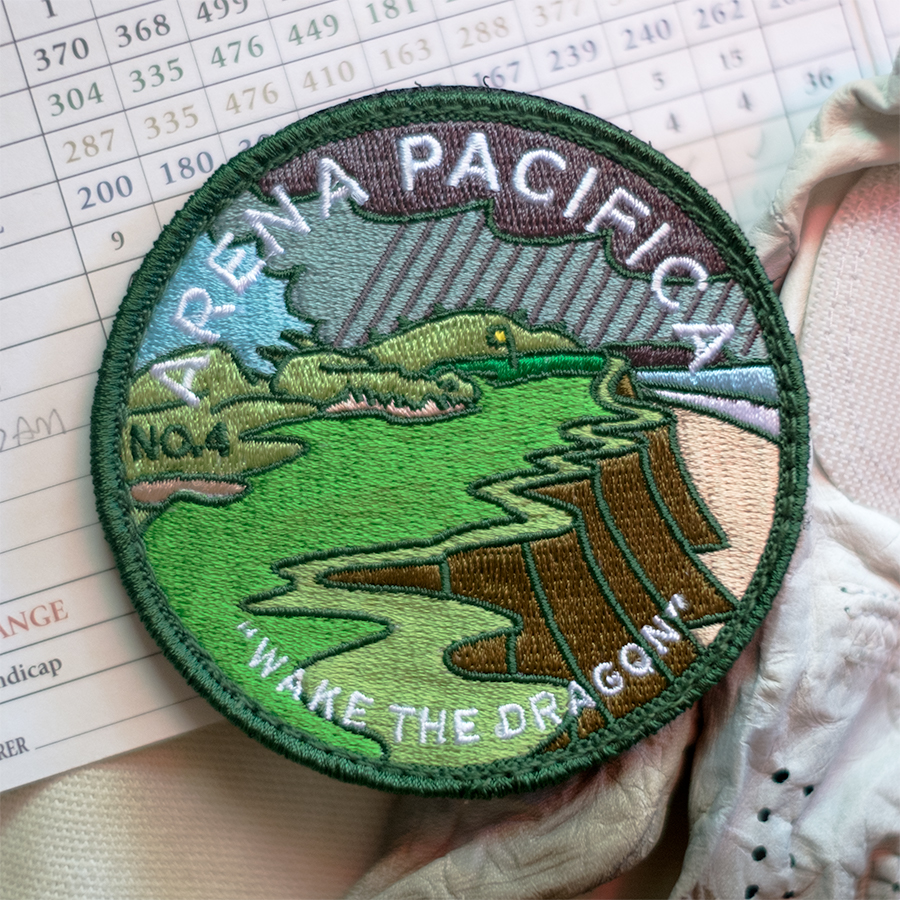 1
370 368 499
304 335 476 449 181
287 335 476 410 163 288 377
200 180 167 239 240 262
9 1 5 15
4 4 36
ARENA PACIFICA
NO.4
ANGE
ndicap
RER
"WAKE THE DRAGON"